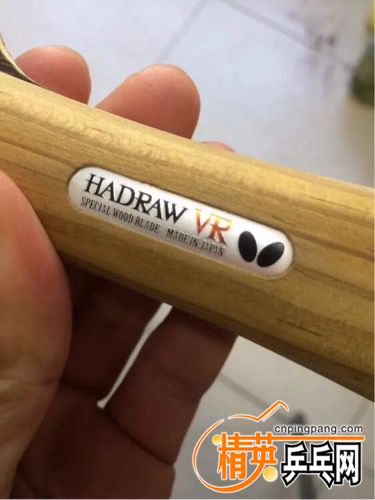 HADRAW VR
SPECIAL WOOD BLADE MADE IN JAPAN
cnpingpang.com
精英乒乓网